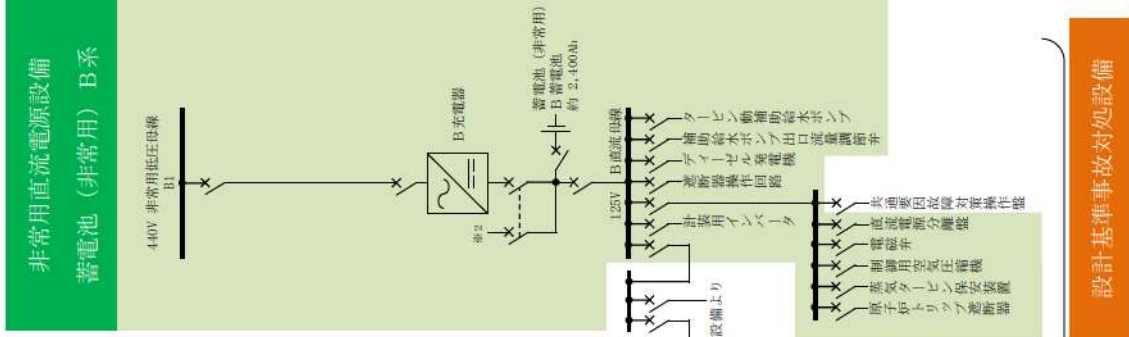 非常用直流電源設備
蓄電池（非常用）B系
440V 非常用低圧母線
B1
B充電器
蓄電池（非常用）
B蓄電池
約 2,400Ah
※2
125V B直流母線
タービン動補助給水ポンプ
補助給水ポンプ出口流量調節弁
ディーゼル発電機
遮断器操作回路
計装用インバータ
設備より
共通要因故障対策操作盤
直流電源分離盤
電磁弁
制御用空気圧縮機
蒸気タービン保安装置
原子炉トリップ遮断器
設計基準事故対処設備